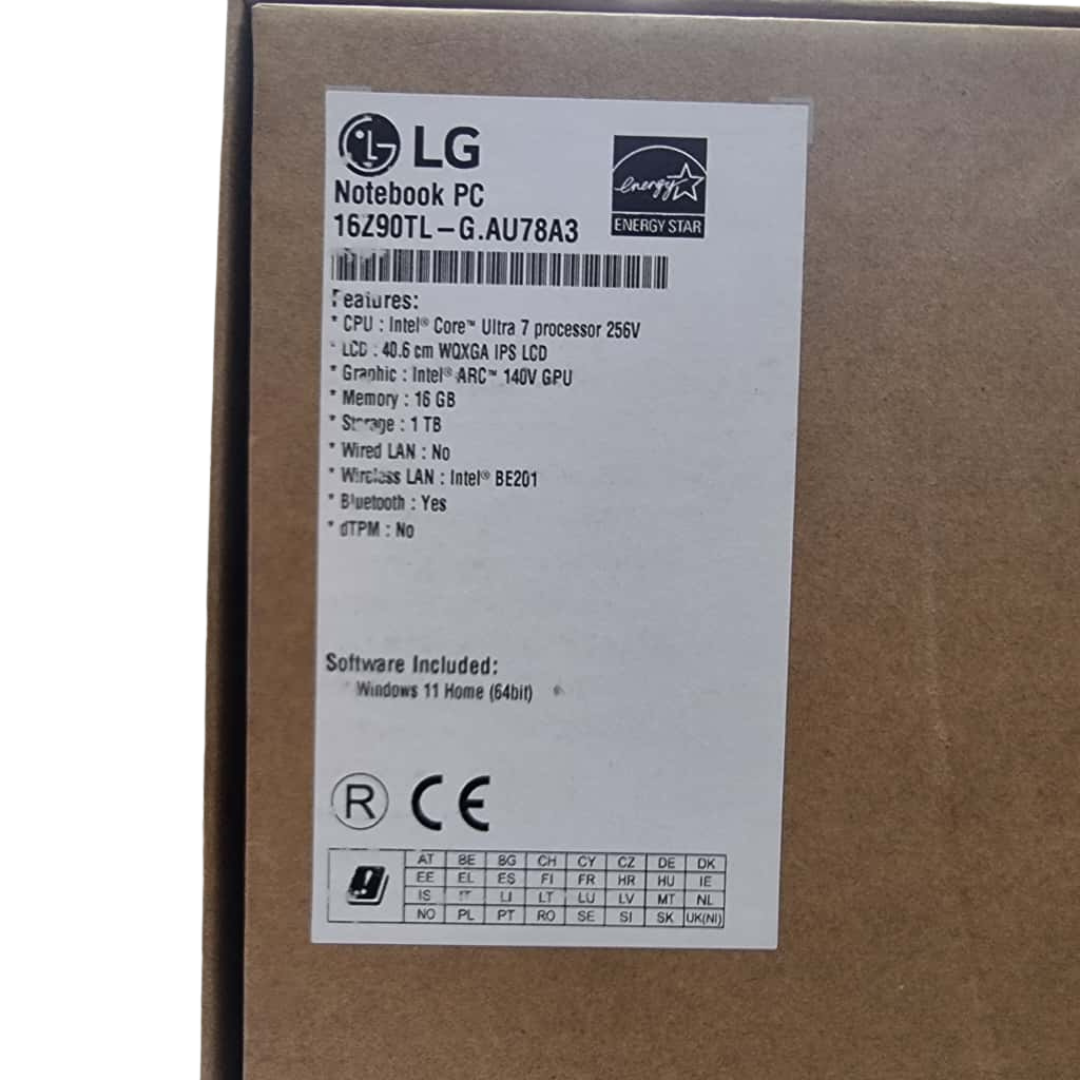 LG
Notebook PC
16Z90TL-G.AU78A3
energy
ENERGY STAR
Features:
* CPU : Intel® Core™ Ultra 7 processor 256V
* LCD : 40.6 cm WQXGA IPS LCD
* Graphic : Intel® ARC™ 140V GPU
* Memory : 16 GB
* Storage : 1 TB
* Wired LAN : No
* Wireless LAN : Intel® BE201
* Bluetooth : Yes
* dTPM : No
Software Included:
Windows 11 Home (64bit)
R CE
AT BE BG CH CY CZ DE DK
EE EL ES FI FR HR HU IE
IS IT LI LT LU LV MT NL
NO PL PT RO SE SI SK UK(NI)